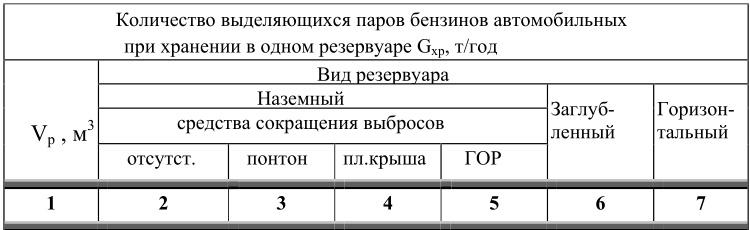 Количество выделяющихся паров бензинов автомобильных
при хранении в одном резервуаре Gхр, т/год
Vр , м3
Вид резервуара
Наземный
средства сокращения выбросов
отсутст. понтон пл.крыша ГОР
Заглуб-
ленный
Горизон-
тальный
1 2 3 4 5 6 7